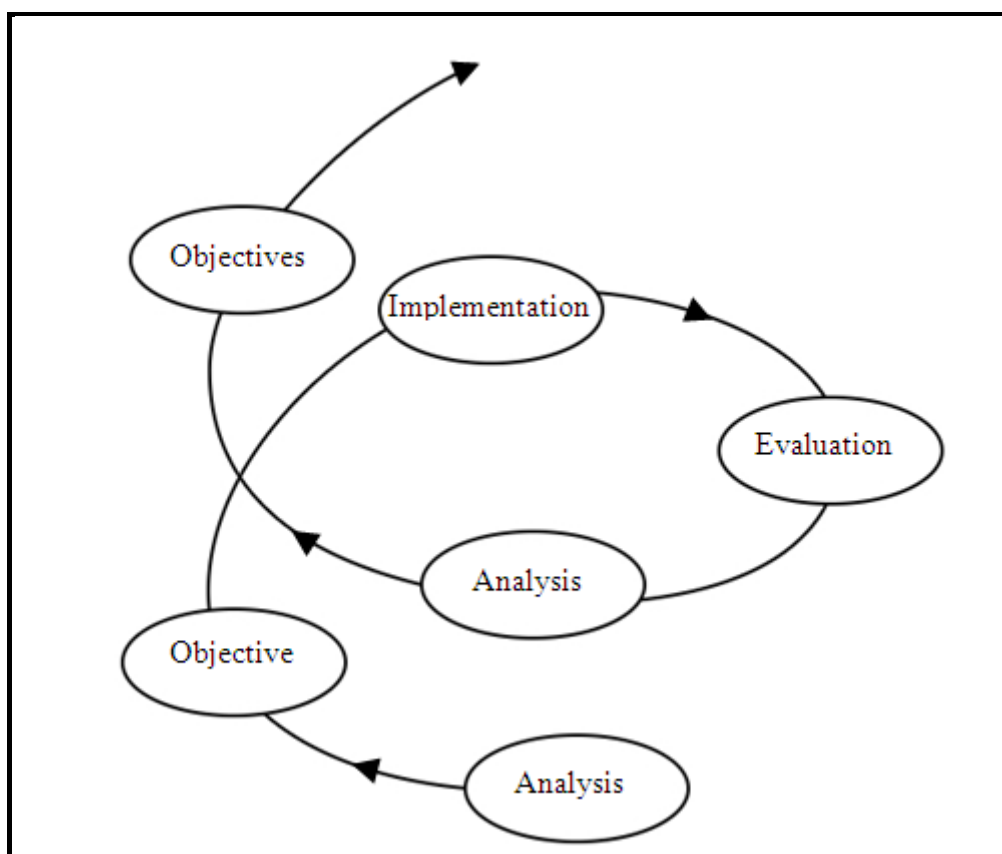 Objectives
Implementation
Evaluation
Analysis
Objective
Analysis